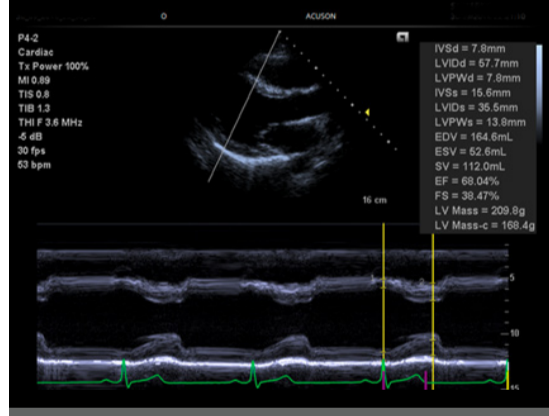 O
ACUSON
P4-2
Cardiac
Tx Power 100%
MI 0.89
TIS 0.8
TIB 1.3
THI F 3.6 MHz
-5 dB
30 fps
53 bpm
IVSd = 7.8mm
LVIDd = 57.7mm
LVPWd = 7.8mm
IVSs = 15.6mm
LVIDs = 35.5mm
LVPWs = 13.8mm
EDV = 164.6mL
ESV = 52.6mL
SV = 112.0mL
EF = 68.04%
FS = 38.47%
LV Mass = 209.8g
LV Mass-c = 168.4g
16 cm
5
10
15